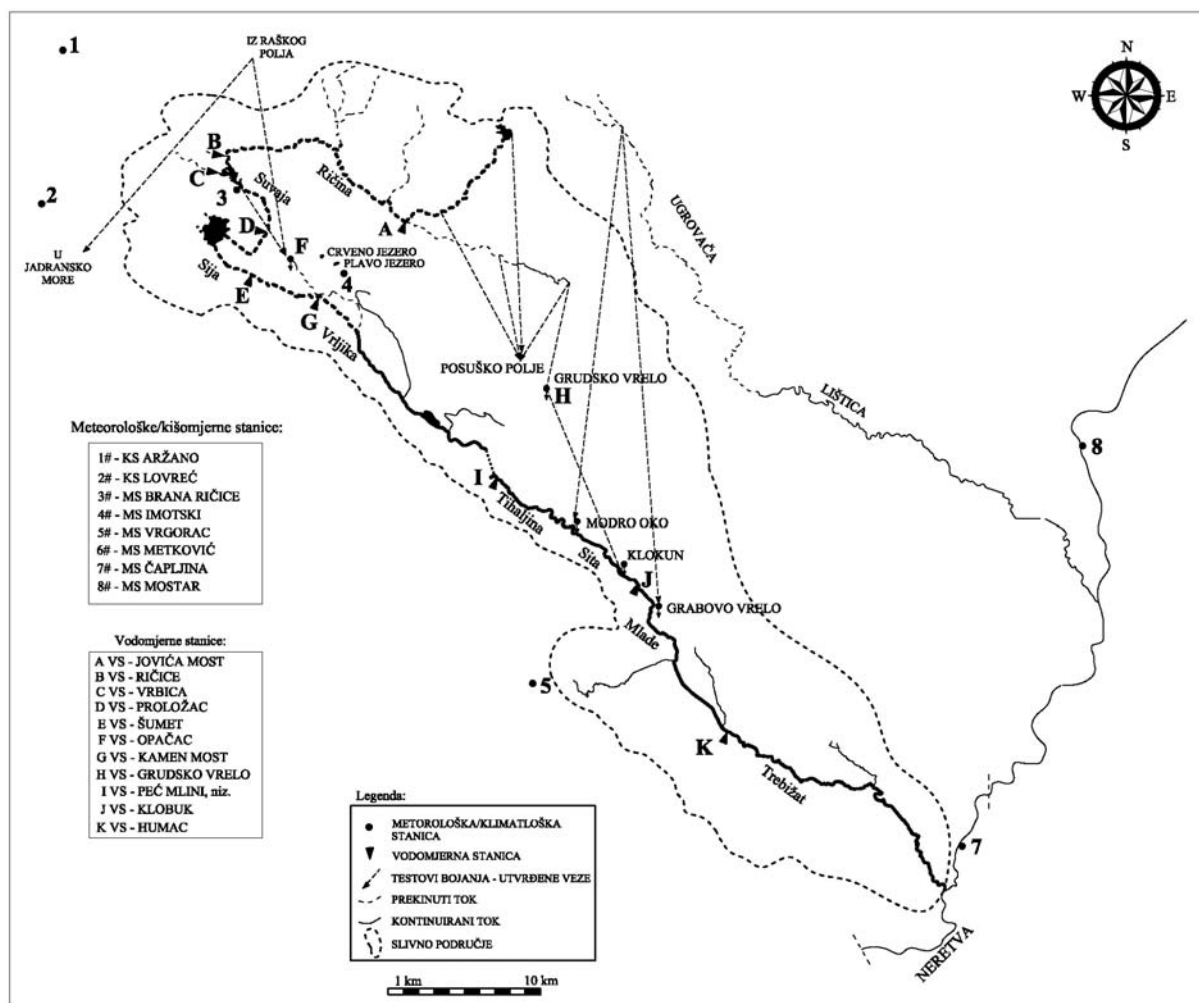 IZ RAŠKOG
POLJA
1
N
W
E
S
B
C
Suvaja
Ričina
2
3
A
D
UGROVAČA
U
JADRANSKO
MORE
F
CRVENO JEZERO
PLAVO JEZERO
4
Sija
E
G
Vrljika
POSUŠKO POLJE
GRUDSKO VRELO
H
LIŠTICA
8
Meteorološke/kišomjerne stanice:
1# - KS ARŽANO
2# - KS LOVREĆ
3# - MS BRANA RIČICE
4# - MS IMOTSKI
5# - MS VRGORAC
6# - MS METKOVIĆ
7# - MS ČAPLJINA
8# - MS MOSTAR
I
Tihaljina
MODRO OKO
Sita
KLOKUN
J
GRABOVO VRELO
Mlade
5
K
Trebižat
7
NERETVA
Vodomjerne stanice:
A VS - JOVIĆA MOST
B VS - RIČICE
C VS - VRBICA
D VS - PROLOŽAC
E VS - ŠUMET
F VS - OPAČAC
G VS - KAMEN MOST
H VS - GRUDSKO VRELO
I VS - PEĆ MLINI, niz.
J VS - KLOBUK
K VS - HUMAC
Legenda:
METOROLOŠKA/KLIMATLOŠKA
STANICA
VODOMJERNA STANICA
TESTOVI BOJANJA - UTVRĐENE VEZE
PREKINUTI TOK
KONTINUIRANI TOK
SLIVNO PODRUČJE
1 km
10 km